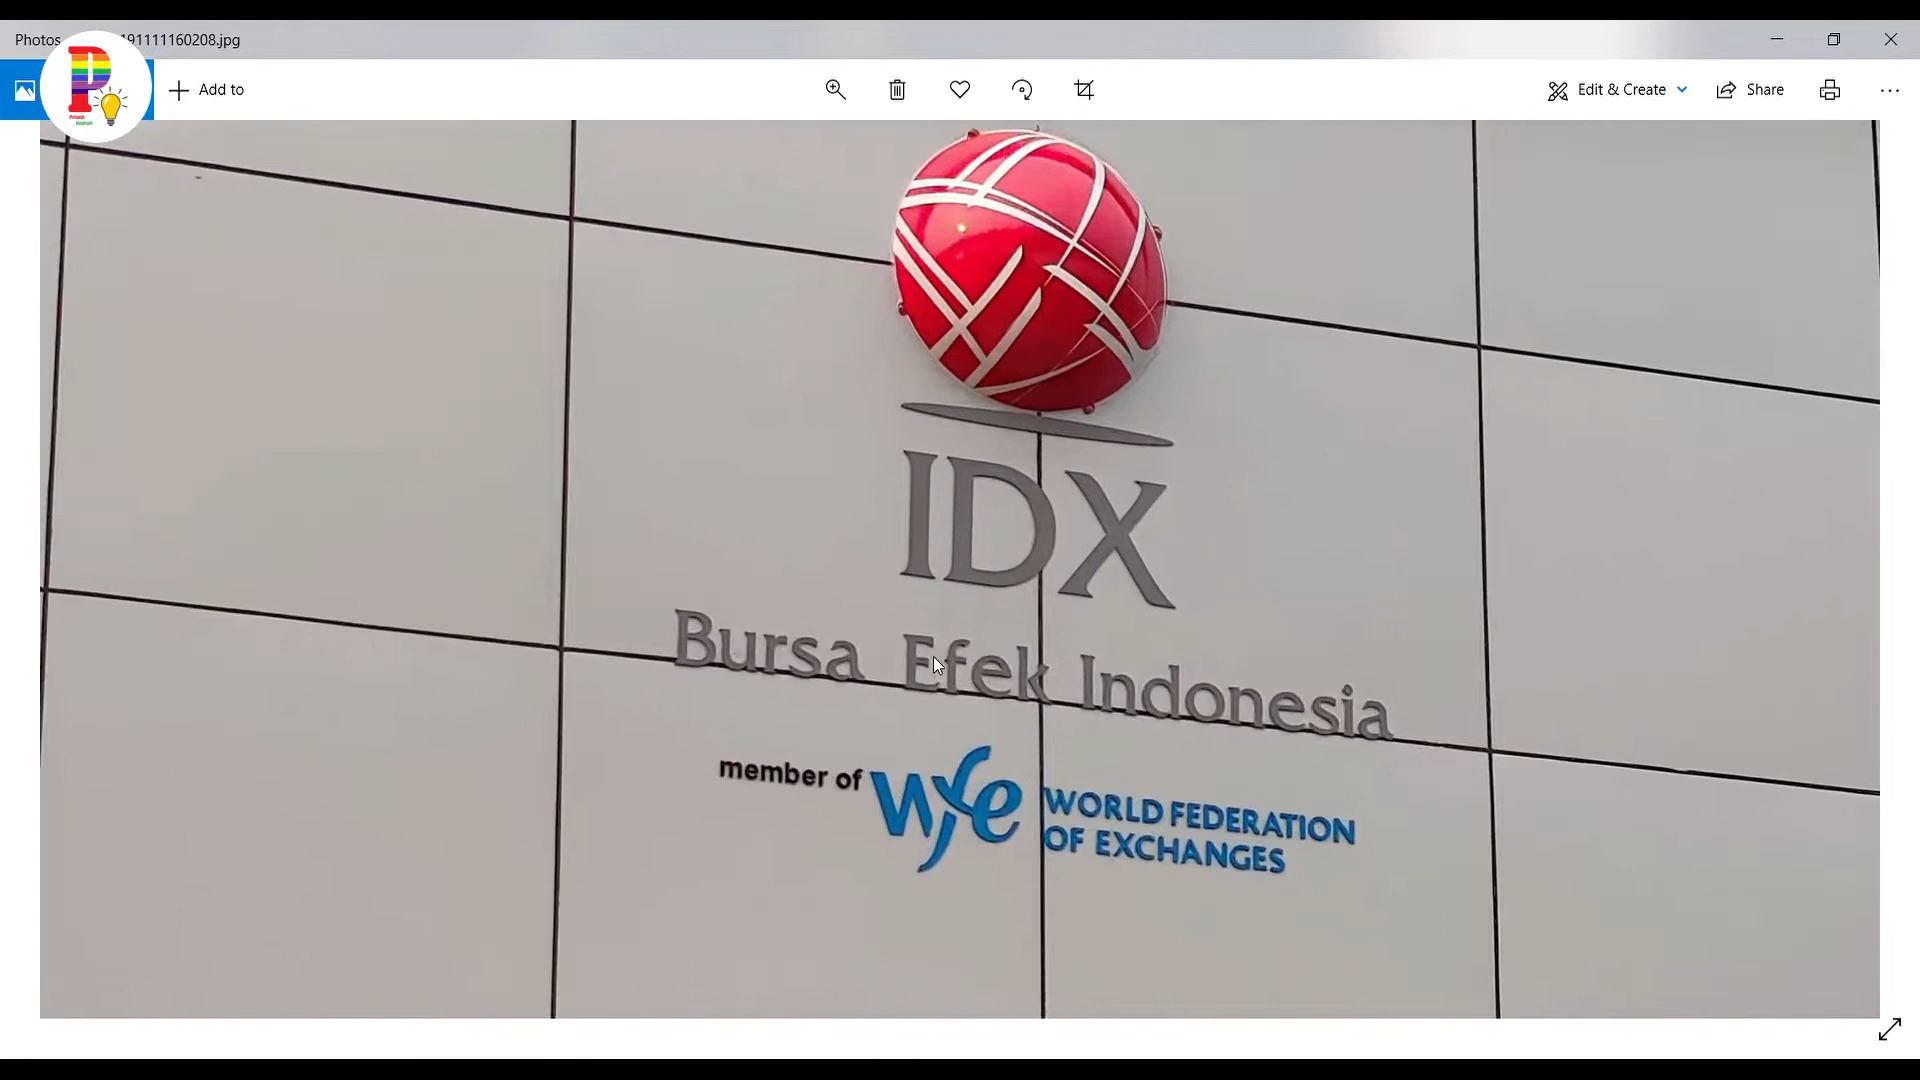 Photos
191111160208.jpg
Add to
Edit & Create
Share
P
IDX
Bursa Efek Indonesia
member of
wfe
WORLD FEDERATION
OF EXCHANGES